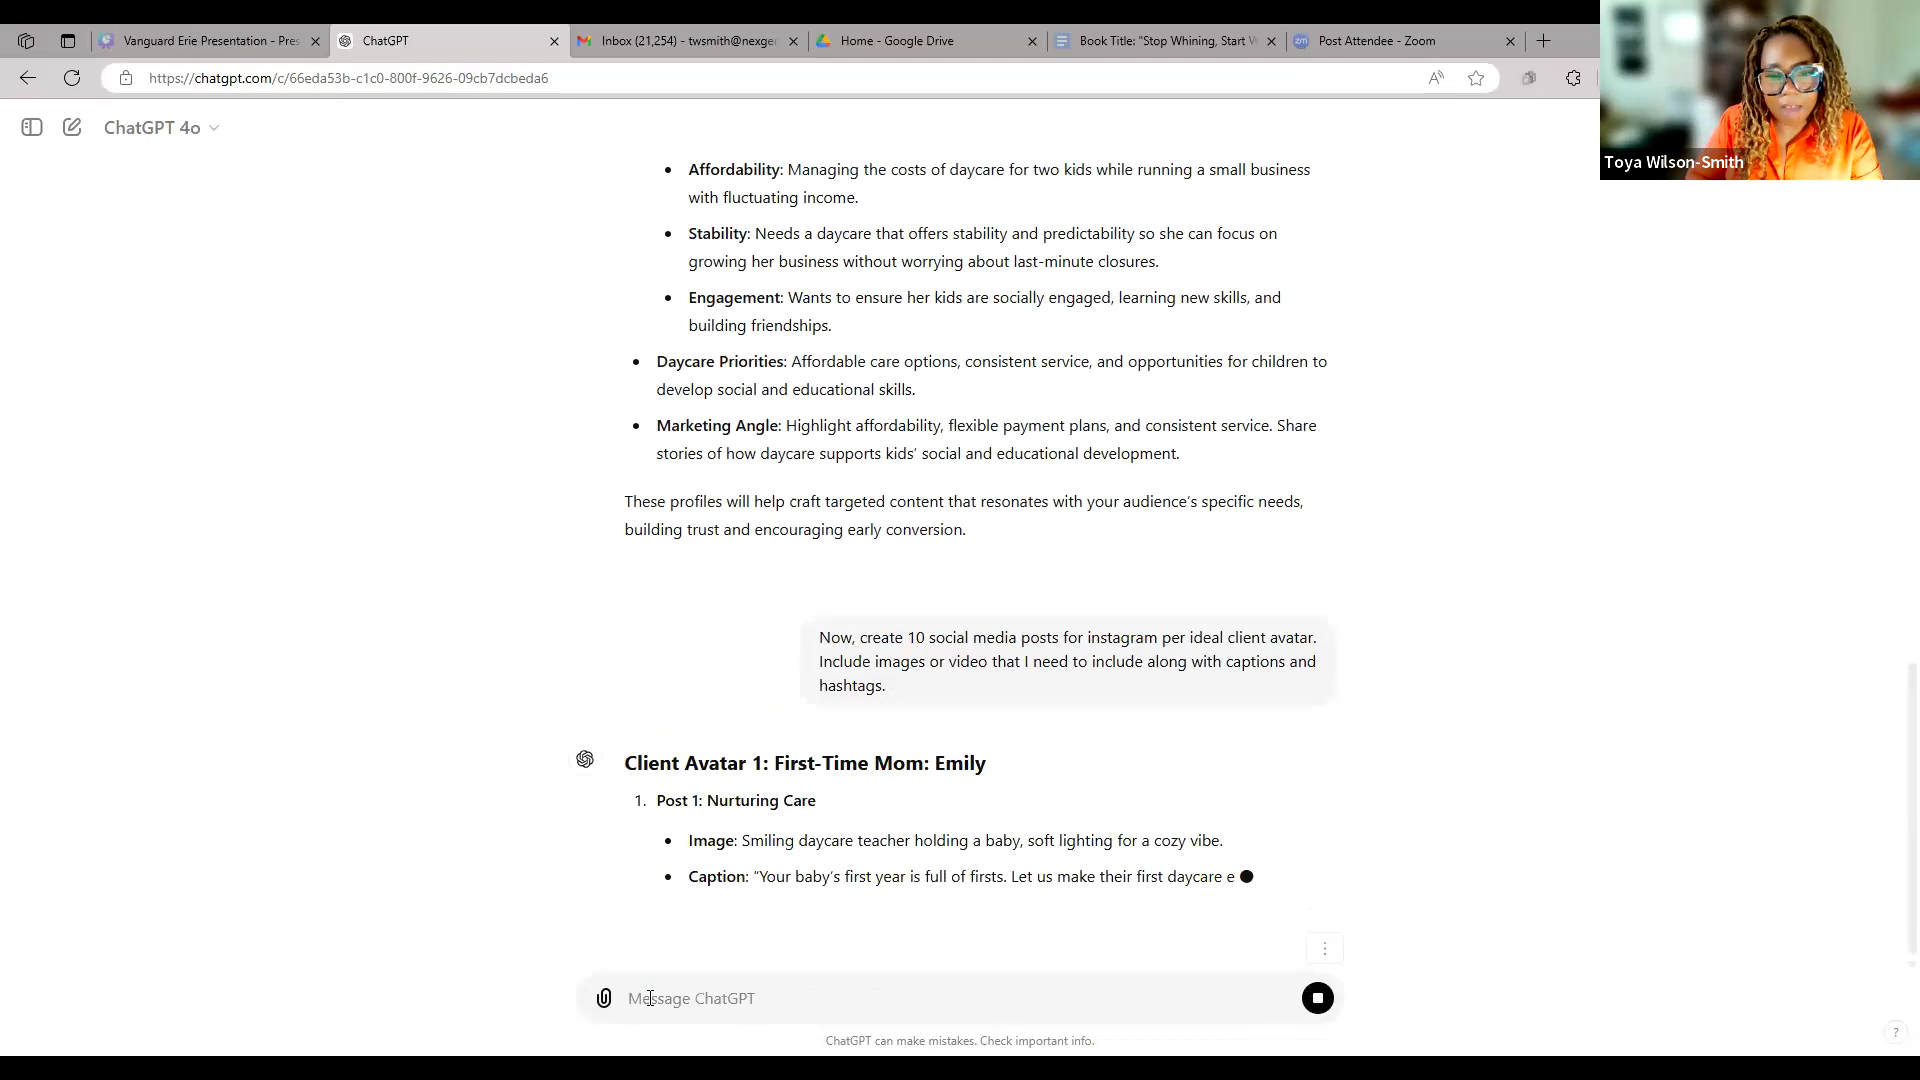 Vanguard Erie Presentation - Pres
ChatGPT
Inbox (21,254) - twsmith@nexge
Home - Google Drive
Book Title: "Stop Whining, Start
Post Attendee - Zoom
https://chatgpt.com/c/66eda53b-c1c0-800f-9626-09cb7dcbeda6
ChatGPT 4o
Toya Wilson-Smith
• Affordability: Managing the costs of daycare for two kids while running a small business
with fluctuating income.
• Stability: Needs a daycare that offers stability and predictability so she can focus on
growing her business without worrying about last-minute closures.
• Engagement: Wants to ensure her kids are socially engaged, learning new skills, and
building friendships.
• Daycare Priorities: Affordable care options, consistent service, and opportunities for children to
develop social and educational skills.
• Marketing Angle: Highlight affordability, flexible payment plans, and consistent service. Share
stories of how daycare supports kids’ social and educational development.
These profiles will help craft targeted content that resonates with your audience’s specific needs,
building trust and encouraging early conversion.
Now, create 10 social media posts for instagram per ideal client avatar.
Include images or video that I need to include along with captions and
hashtags.
Client Avatar 1: First-Time Mom: Emily
1. Post 1: Nurturing Care
• Image: Smiling daycare teacher holding a baby, soft lighting for a cozy vibe.
• Caption: “Your baby’s first year is full of firsts. Let us make their first daycare e
Message ChatGPT
ChatGPT can make mistakes. Check important info.
?